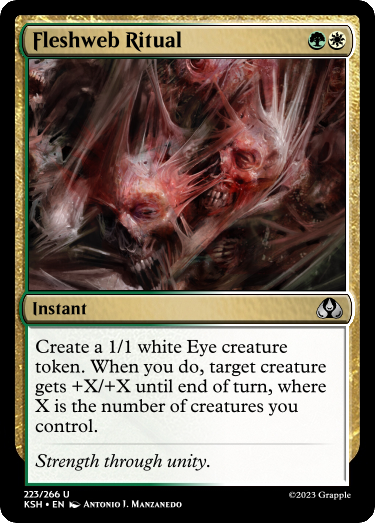 Fleshweb Ritual
Instant
Create a 1/1 white Eye creature
token. When you do, target creature
gets +X/+X until end of turn, where
X is the number of creatures you
control.
Strength through unity.
223/266 U
KSH • EN Antonio J. Manzanedo
©2023 Grapple